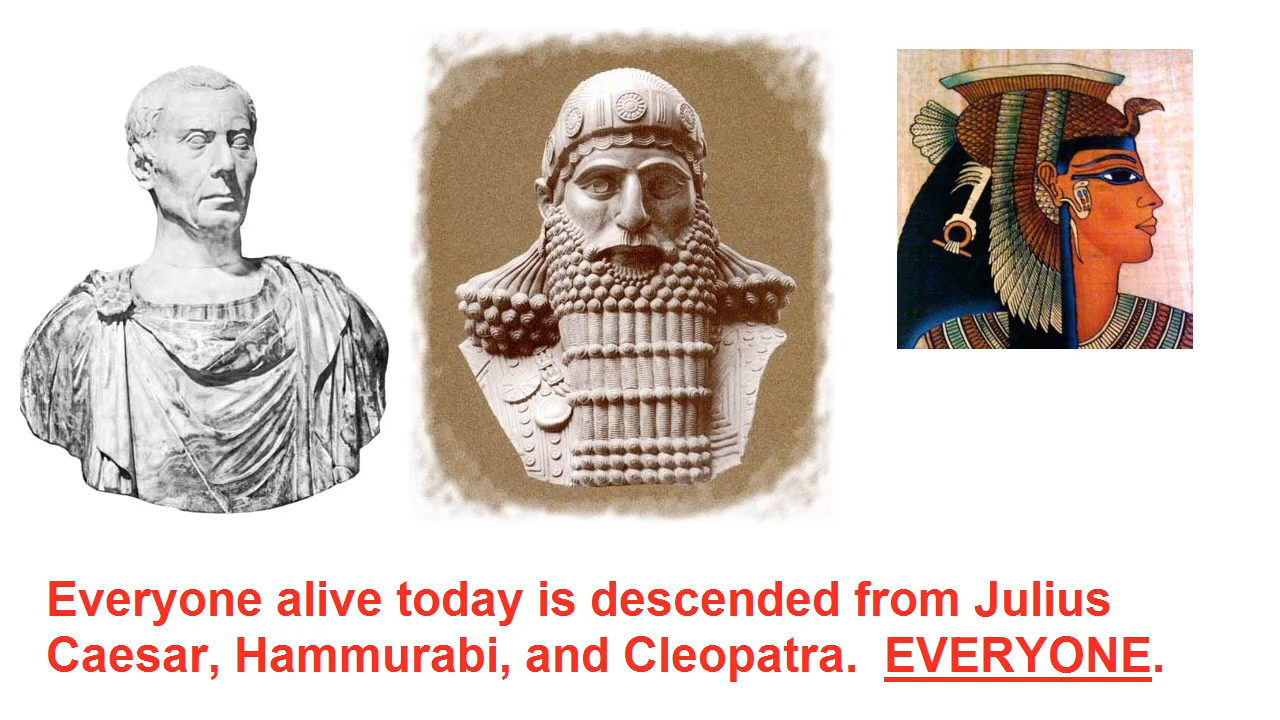 Everyone alive today is descended from Julius
Caesar, Hammurabi, and Cleopatra.  EVERYONE.